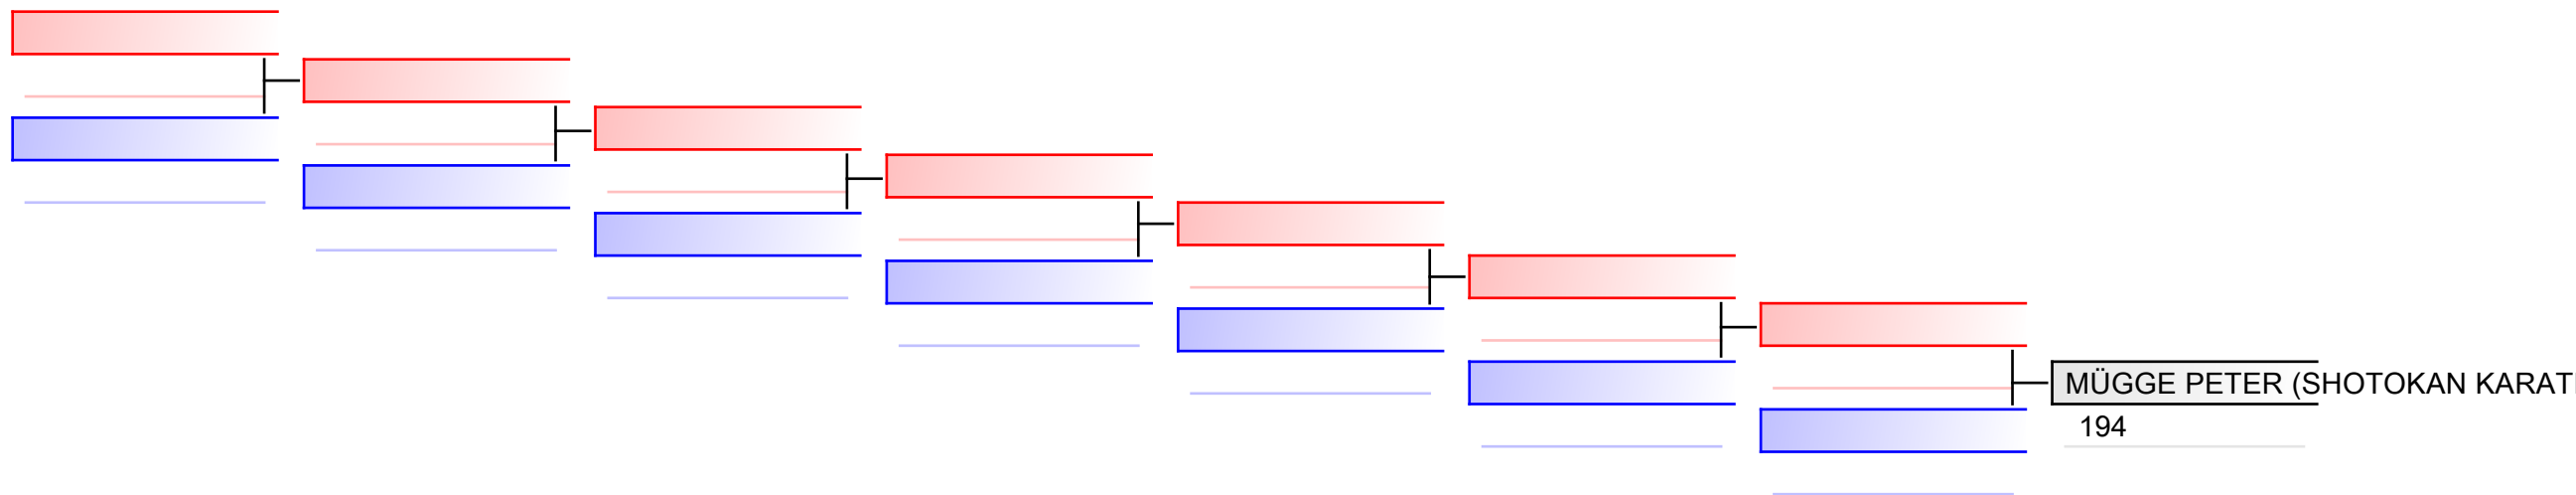 MÜGGE PETER (SHOTOKAN KARAT
194